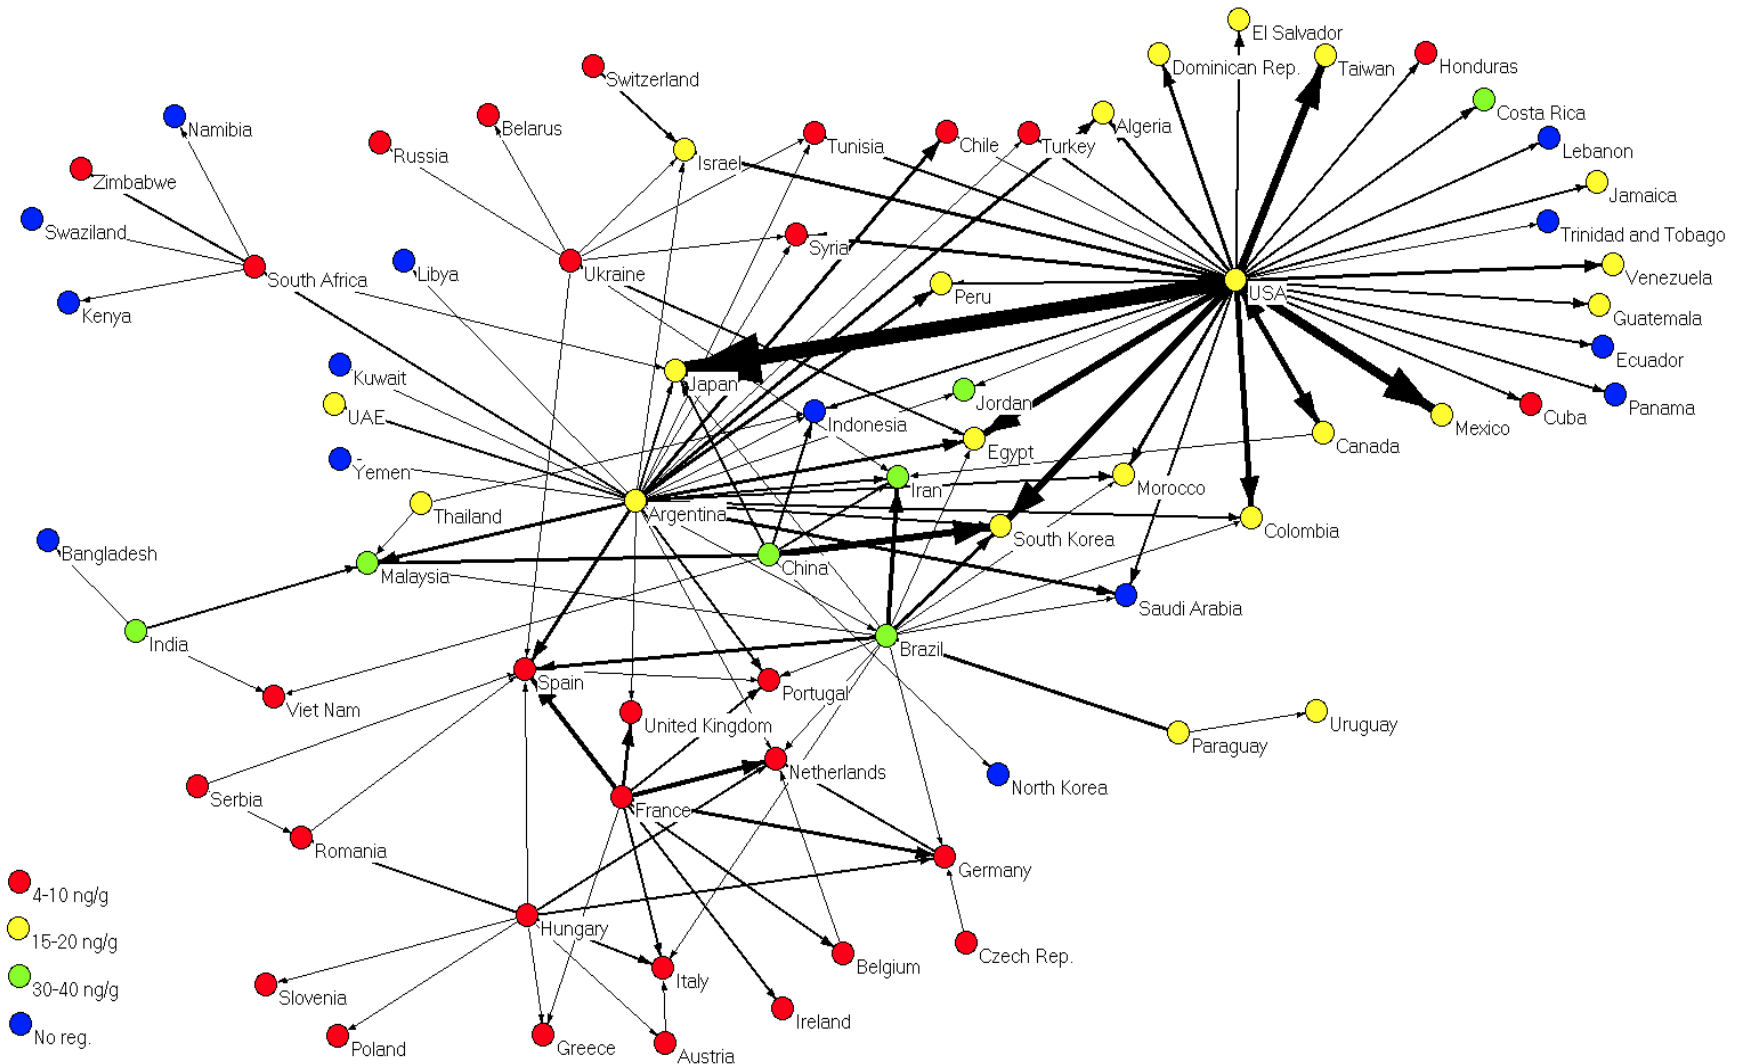 El Salvador
Dominican Rep.
Taiwan
Honduras
Switzerland
Costa Rica
Namibia
Belarus
Algeria
Russia
Israel
Tunisia
Chile
Turkey
Lebanon
Zimbabwe
Jamaica
Swaziland
Syria
Trinidad and Tobago
South Africa
Ukraine
Libya
Peru
USA
Venezuela
Kenya
Guatemala
Ecuador
Kuwait
Japan
Jordan
Panama
UAE
Indonesia
Cuba
Mexico
Canada
Egypt
Yemen
Iran
Morocco
Thailand
Argentina
South Korea
Colombia
Bangladesh
Malaysia
China
Saudi Arabia
India
Brazil
Spain
Portugal
Viet Nam
United Kingdom
Uruguay
Paraguay
Netherlands
North Korea
Serbia
France
Romania
Germany
4-10 ng/g
Hungary
15-20 ng/g
Czech Rep.
Belgium
Italy
30-40 ng/g
Slovenia
Ireland
No reg.
Poland
Greece
Austria